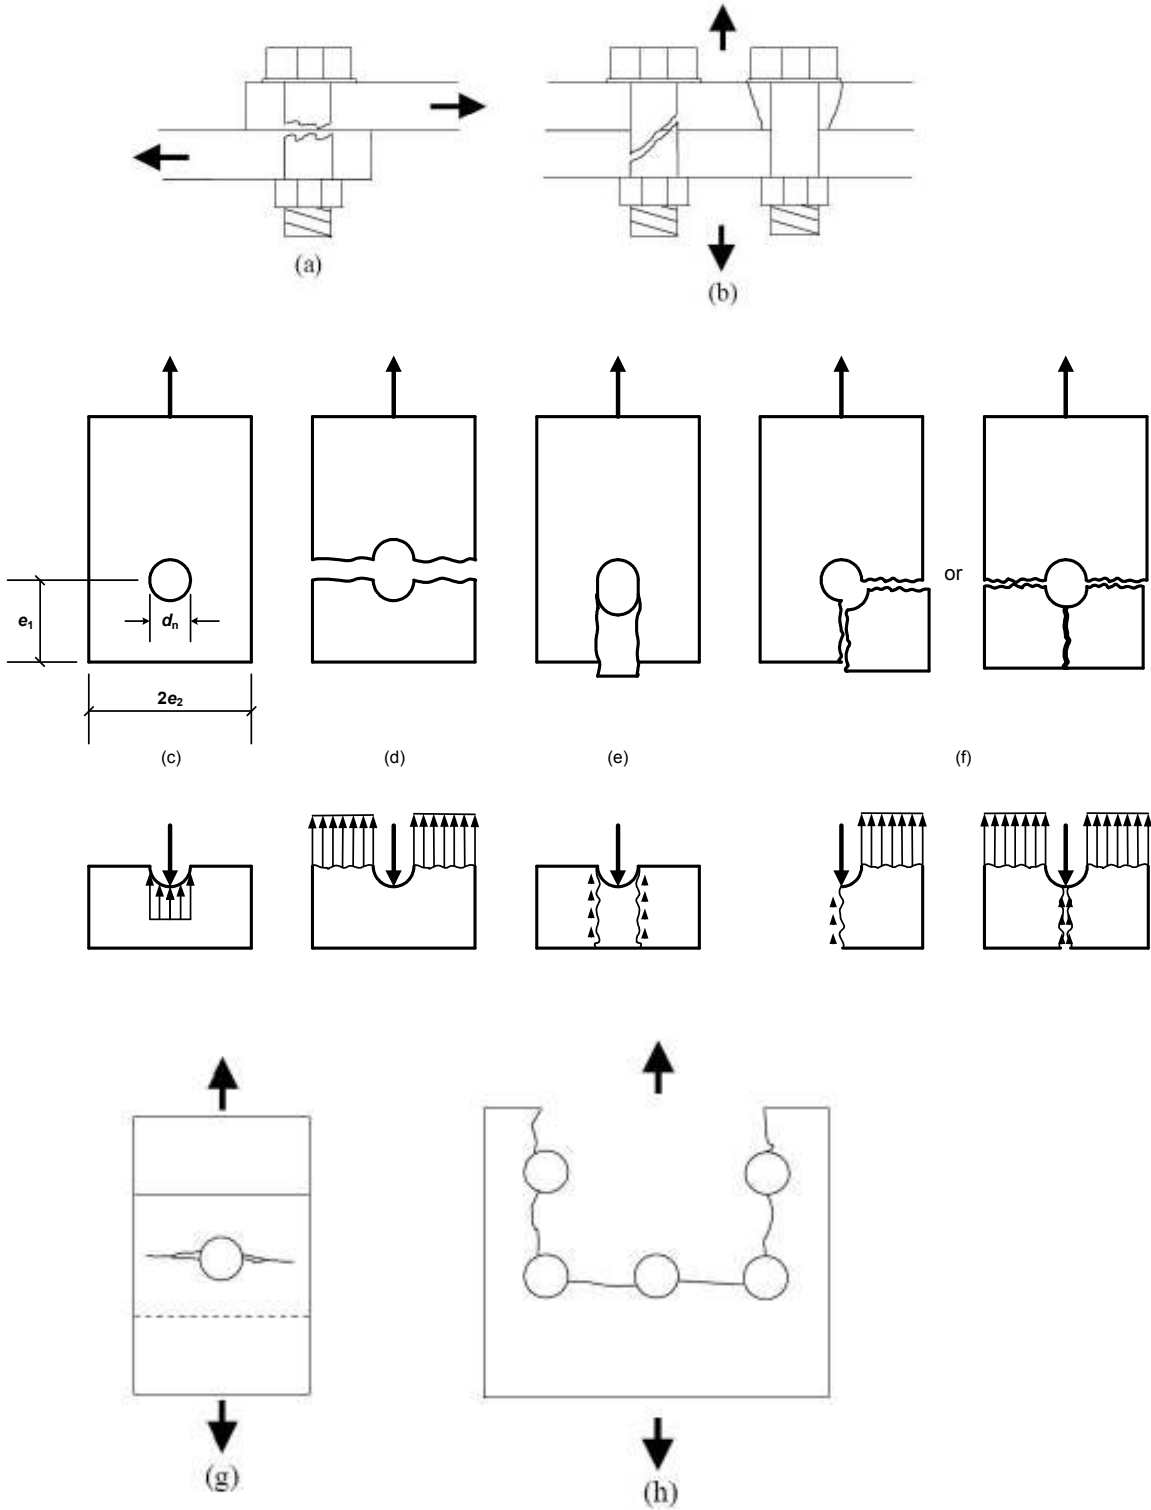 (a)
(b)
or
e₁
dₙ
2e₂
(c) (d) (e) (f)
(g)
(h)